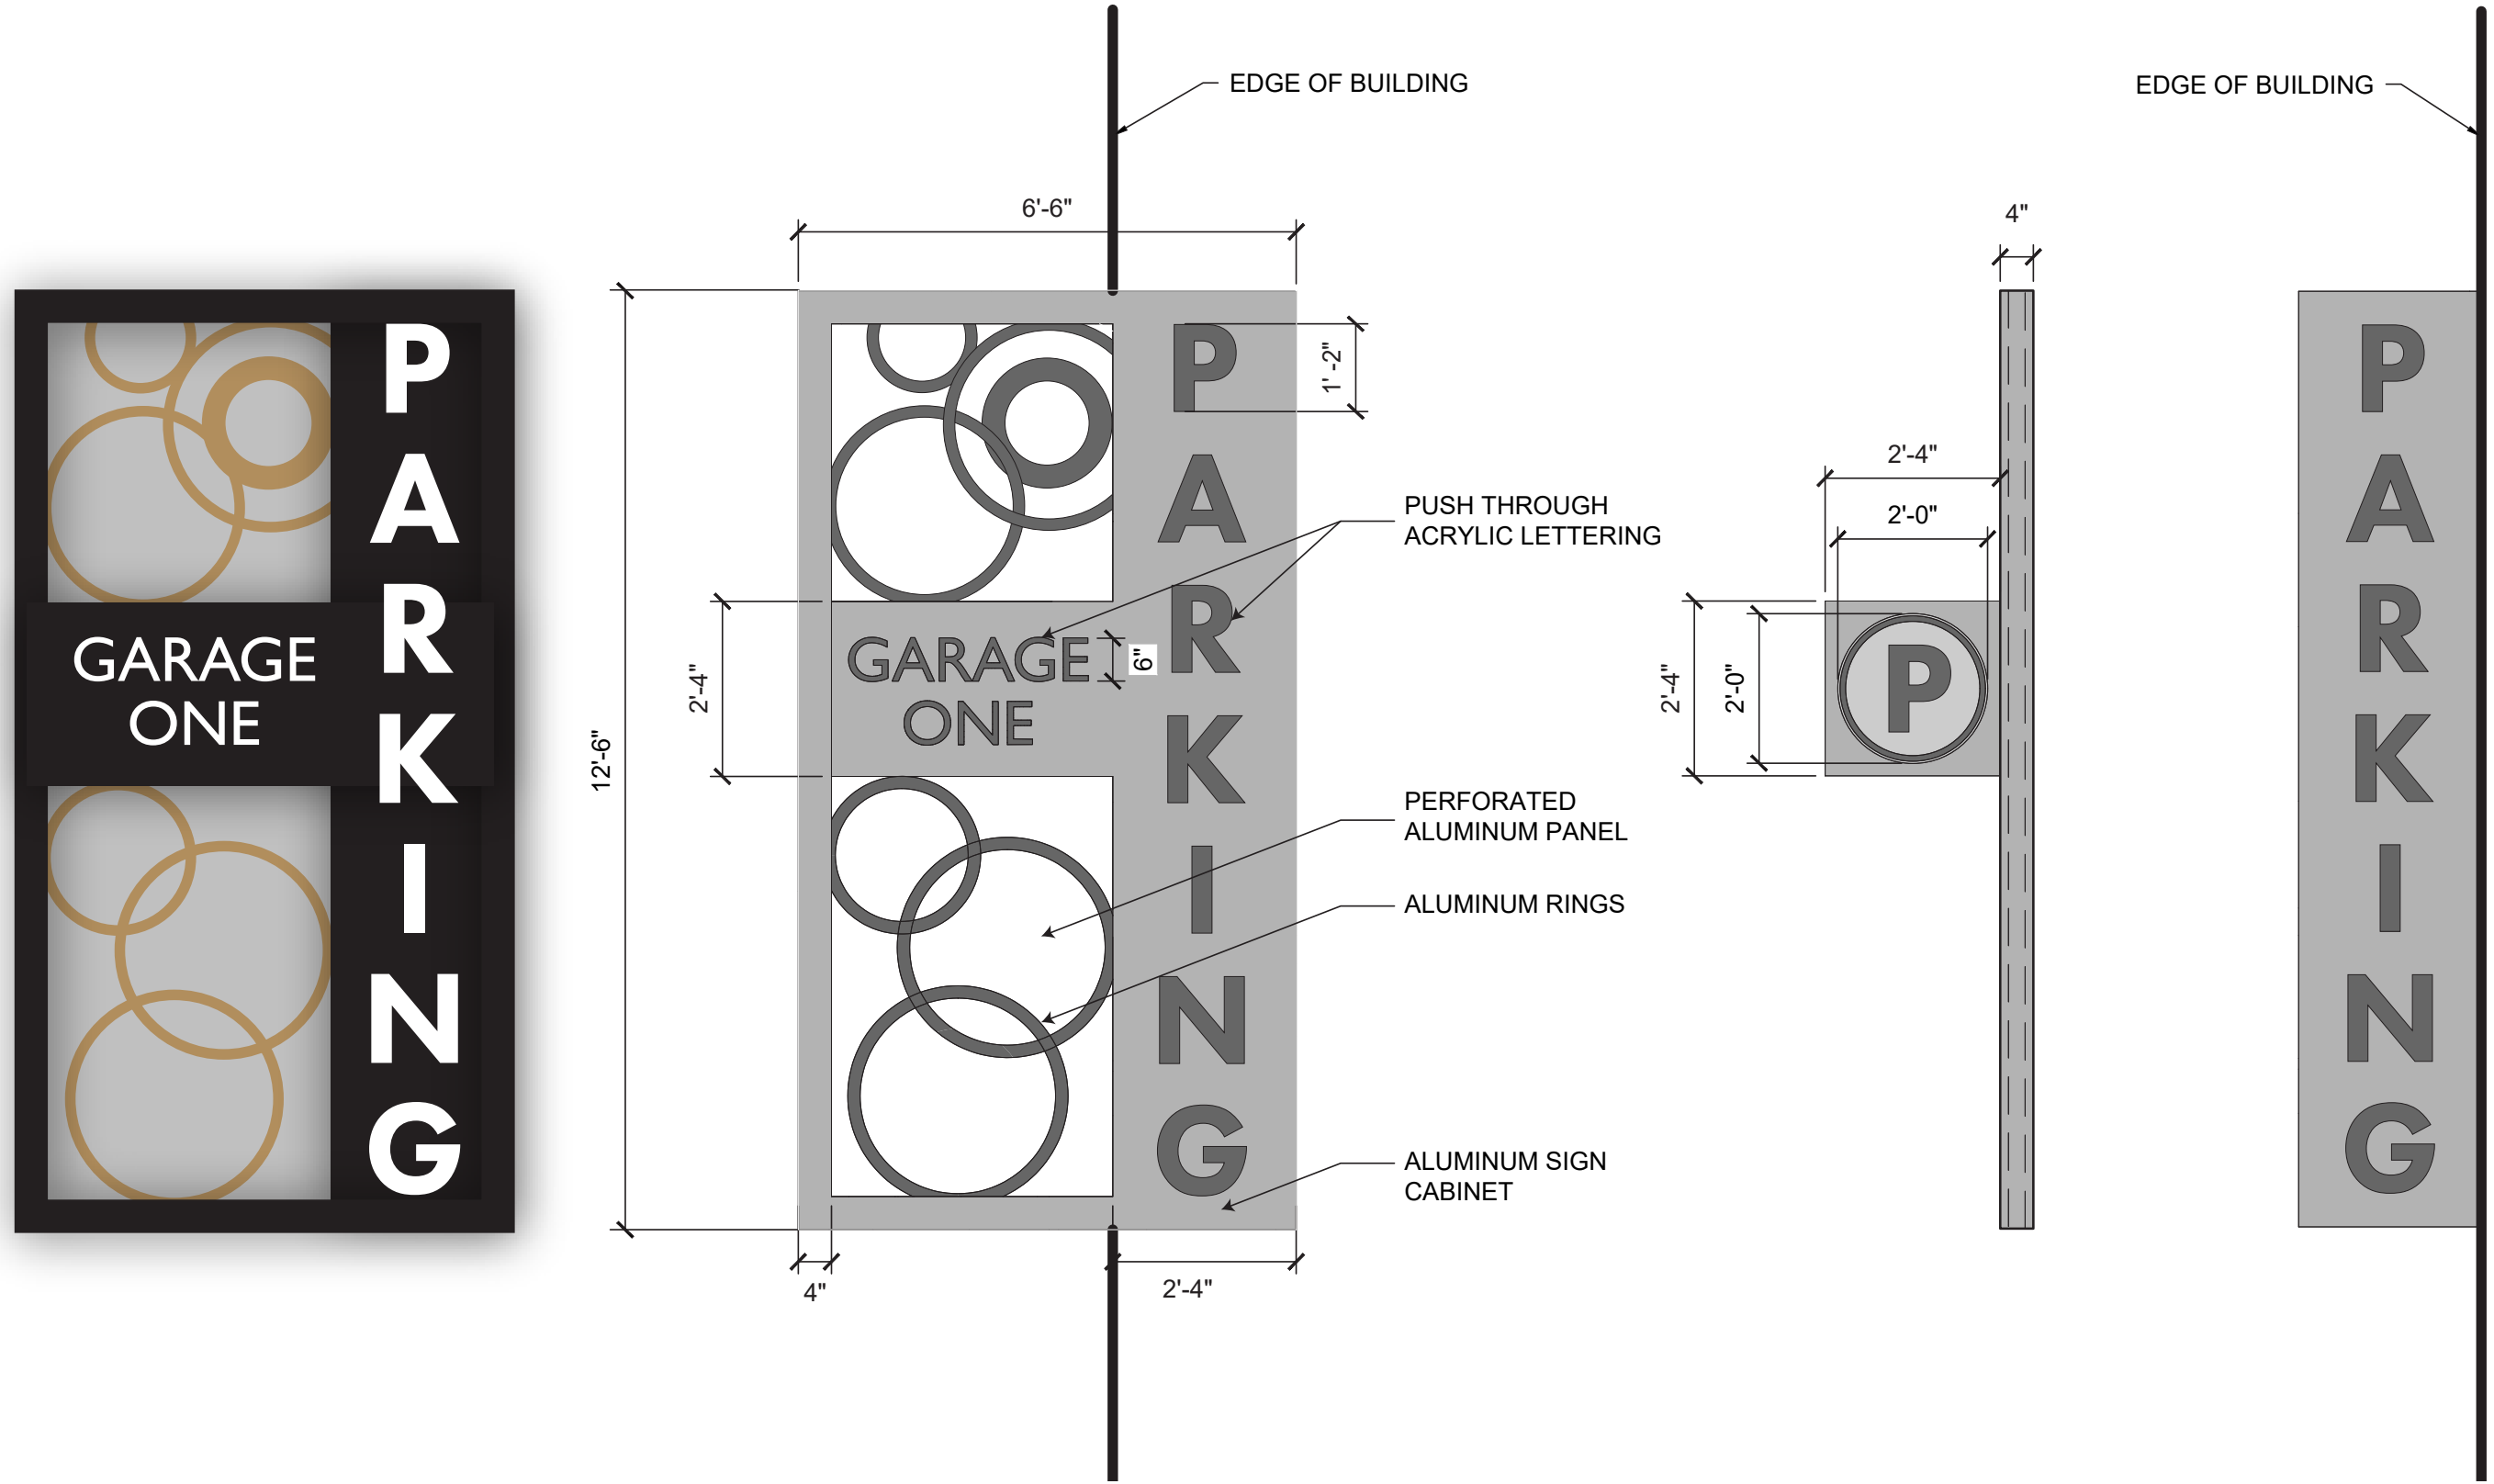 EDGE OF BUILDING
EDGE OF BUILDING
6'-6"
4"
P
A
R
K
I
N
G
GARAGE
ONE
12'-6"
2'-4"
P
A
R
K
I
N
G
GARAGE
ONE
1' -2"
6"
4"
2'-4"
PUSH THROUGH
ACRYLIC LETTERING
PERFORATED
ALUMINUM PANEL
ALUMINUM RINGS
ALUMINUM SIGN
CABINET
2'-4"
2'-0"
2'-4"
2'-0"
P
P
A
R
K
I
N
G